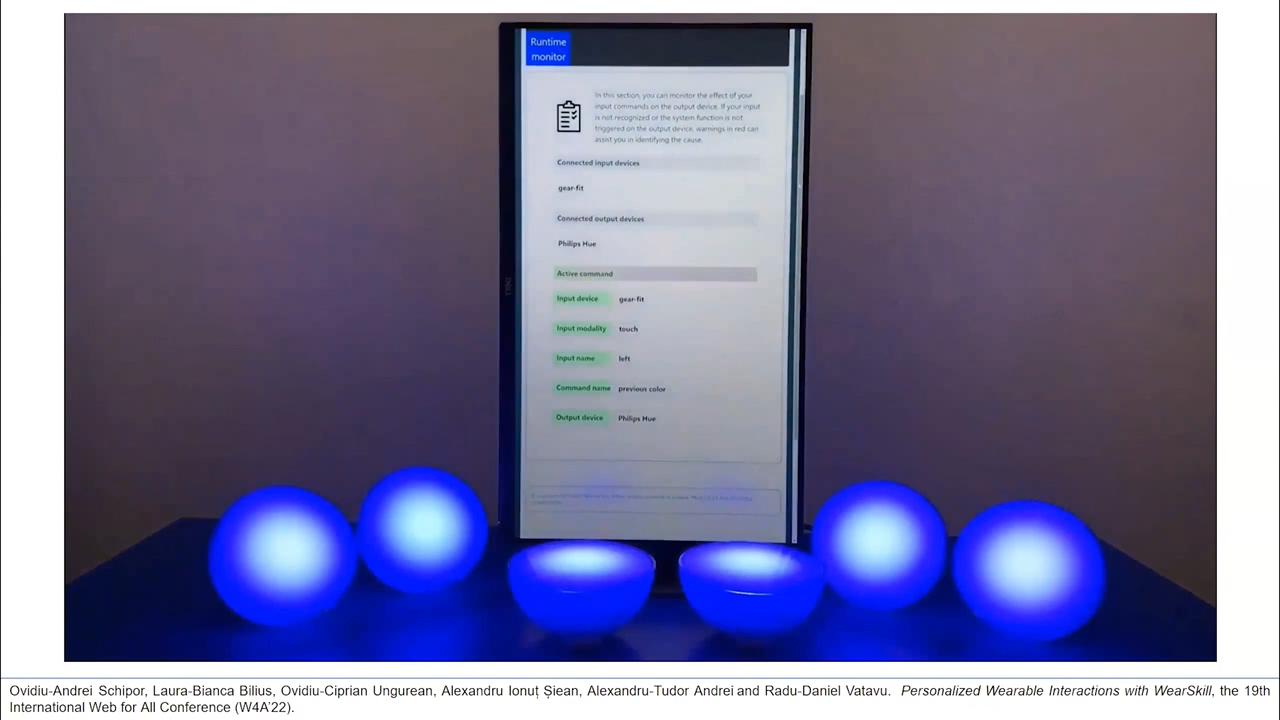 Runtime
monitor
In this section, you can monitor the effect of your
input commands on the output device. If your input
is not recognized or the system function is not
triggered on the output device, warnings in red can
assist you in identifying the cause.
Connected input devices
gear-fit
Connected output devices
Philips Hue
Active command
Input device gear-fit
Input modality touch
Input name left
Command name previous color
Output device Philips Hue
Ovidiu-Andrei Schipor, Laura-Bianca Bilius, Ovidiu-Ciprian Ungurean, Alexandru Ionuț Șiean, Alexandru-Tudor Andrei and Radu-Daniel Vatavu. Personalized Wearable Interactions with WearSkill, the 19th
International Web for All Conference (W4A'22).